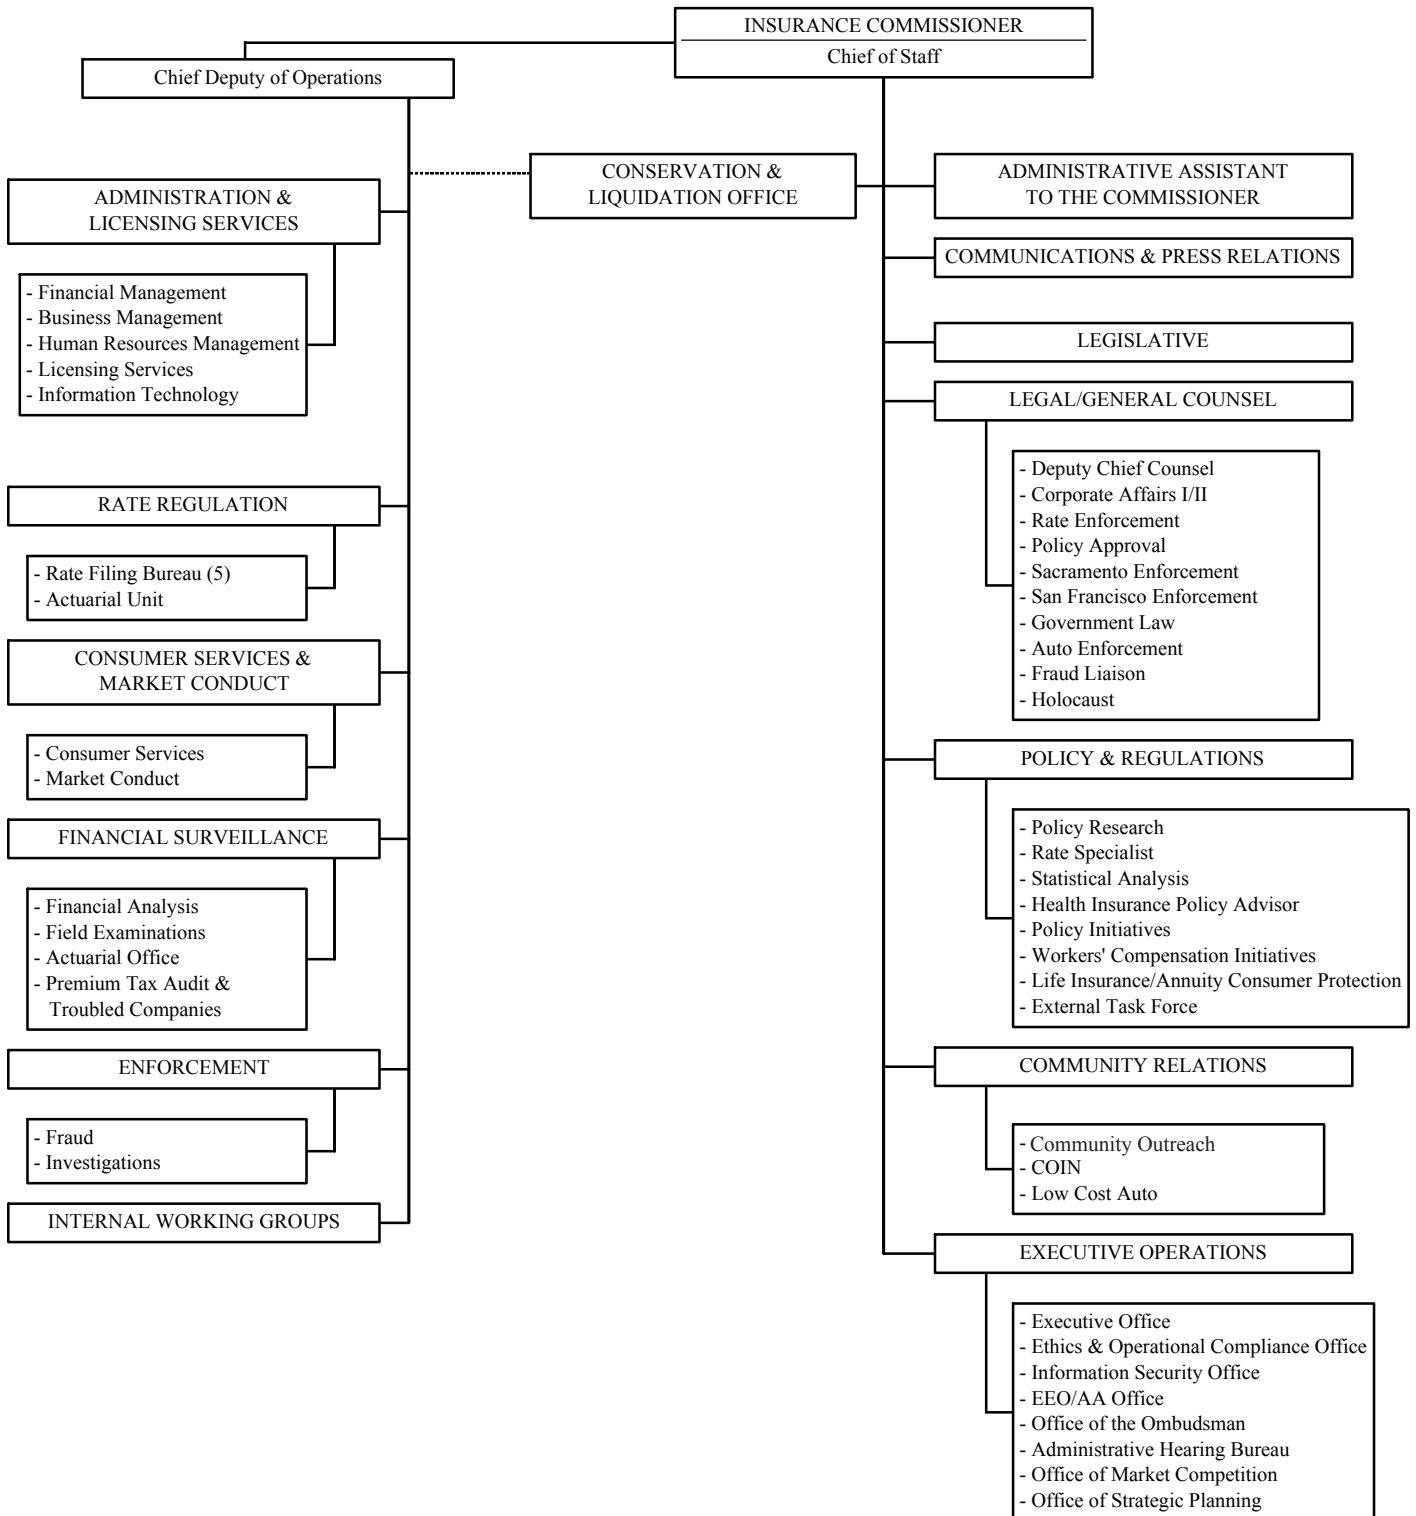 INSURANCE COMMISSIONER
Chief of Staff
Chief Deputy of Operations
CONSERVATION &
LIQUIDATION OFFICE
ADMINISTRATION &
LICENSING SERVICES
- Financial Management
- Business Management
- Human Resources Management
- Licensing Services
- Information Technology
RATE REGULATION
- Rate Filing Bureau (5)
- Actuarial Unit
CONSUMER SERVICES &
MARKET CONDUCT
- Consumer Services
- Market Conduct
FINANCIAL SURVEILLANCE
- Financial Analysis
- Field Examinations
- Actuarial Office
- Premium Tax Audit &
Troubled Companies
ENFORCEMENT
- Fraud
- Investigations
INTERNAL WORKING GROUPS
ADMINISTRATIVE ASSISTANT
TO THE COMMISSIONER
COMMUNICATIONS & PRESS RELATIONS
LEGISLATIVE
LEGAL/GENERAL COUNSEL
- Deputy Chief Counsel
- Corporate Affairs I/II
- Rate Enforcement
- Policy Approval
- Sacramento Enforcement
- San Francisco Enforcement
- Government Law
- Auto Enforcement
- Fraud Liaison
- Holocaust
POLICY & REGULATIONS
- Policy Research
- Rate Specialist
- Statistical Analysis
- Health Insurance Policy Advisor
- Policy Initiatives
- Workers' Compensation Initiatives
- Life Insurance/Annuity Consumer Protection
- External Task Force
COMMUNITY RELATIONS
- Community Outreach
- COIN
- Low Cost Auto
EXECUTIVE OPERATIONS
- Executive Office
- Ethics & Operational Compliance Office
- Information Security Office
- EEO/AA Office
- Office of the Ombudsman
- Administrative Hearing Bureau
- Office of Market Competition
- Office of Strategic Planning